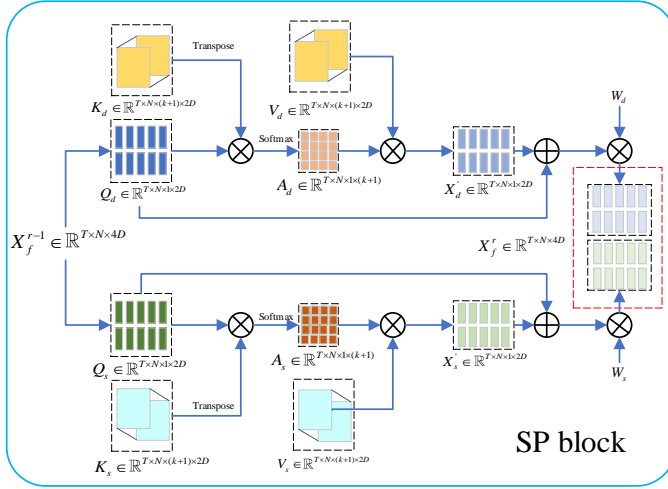 Transpose
K_d ∈ ℝ^{T×N×(k+1)×2D}
V_d ∈ ℝ^{T×N×(k+1)×2D}
W_d
Softmax
Q_d ∈ ℝ^{T×N×1×2D}
A_d ∈ ℝ^{T×N×1×(k+1)}
X_d^' ∈ ℝ^{T×N×1×2D}
X_f^{r-1} ∈ ℝ^{T×N×4D}
X_f^r ∈ ℝ^{T×N×4D}
Softmax
Q_s ∈ ℝ^{T×N×1×2D}
A_s ∈ ℝ^{T×N×1×(k+1)}
X_s^' ∈ ℝ^{T×N×1×2D}
W_s
Transpose
K_s ∈ ℝ^{T×N×(k+1)×2D}
V_s ∈ ℝ^{T×N×(k+1)×2D}
SP block